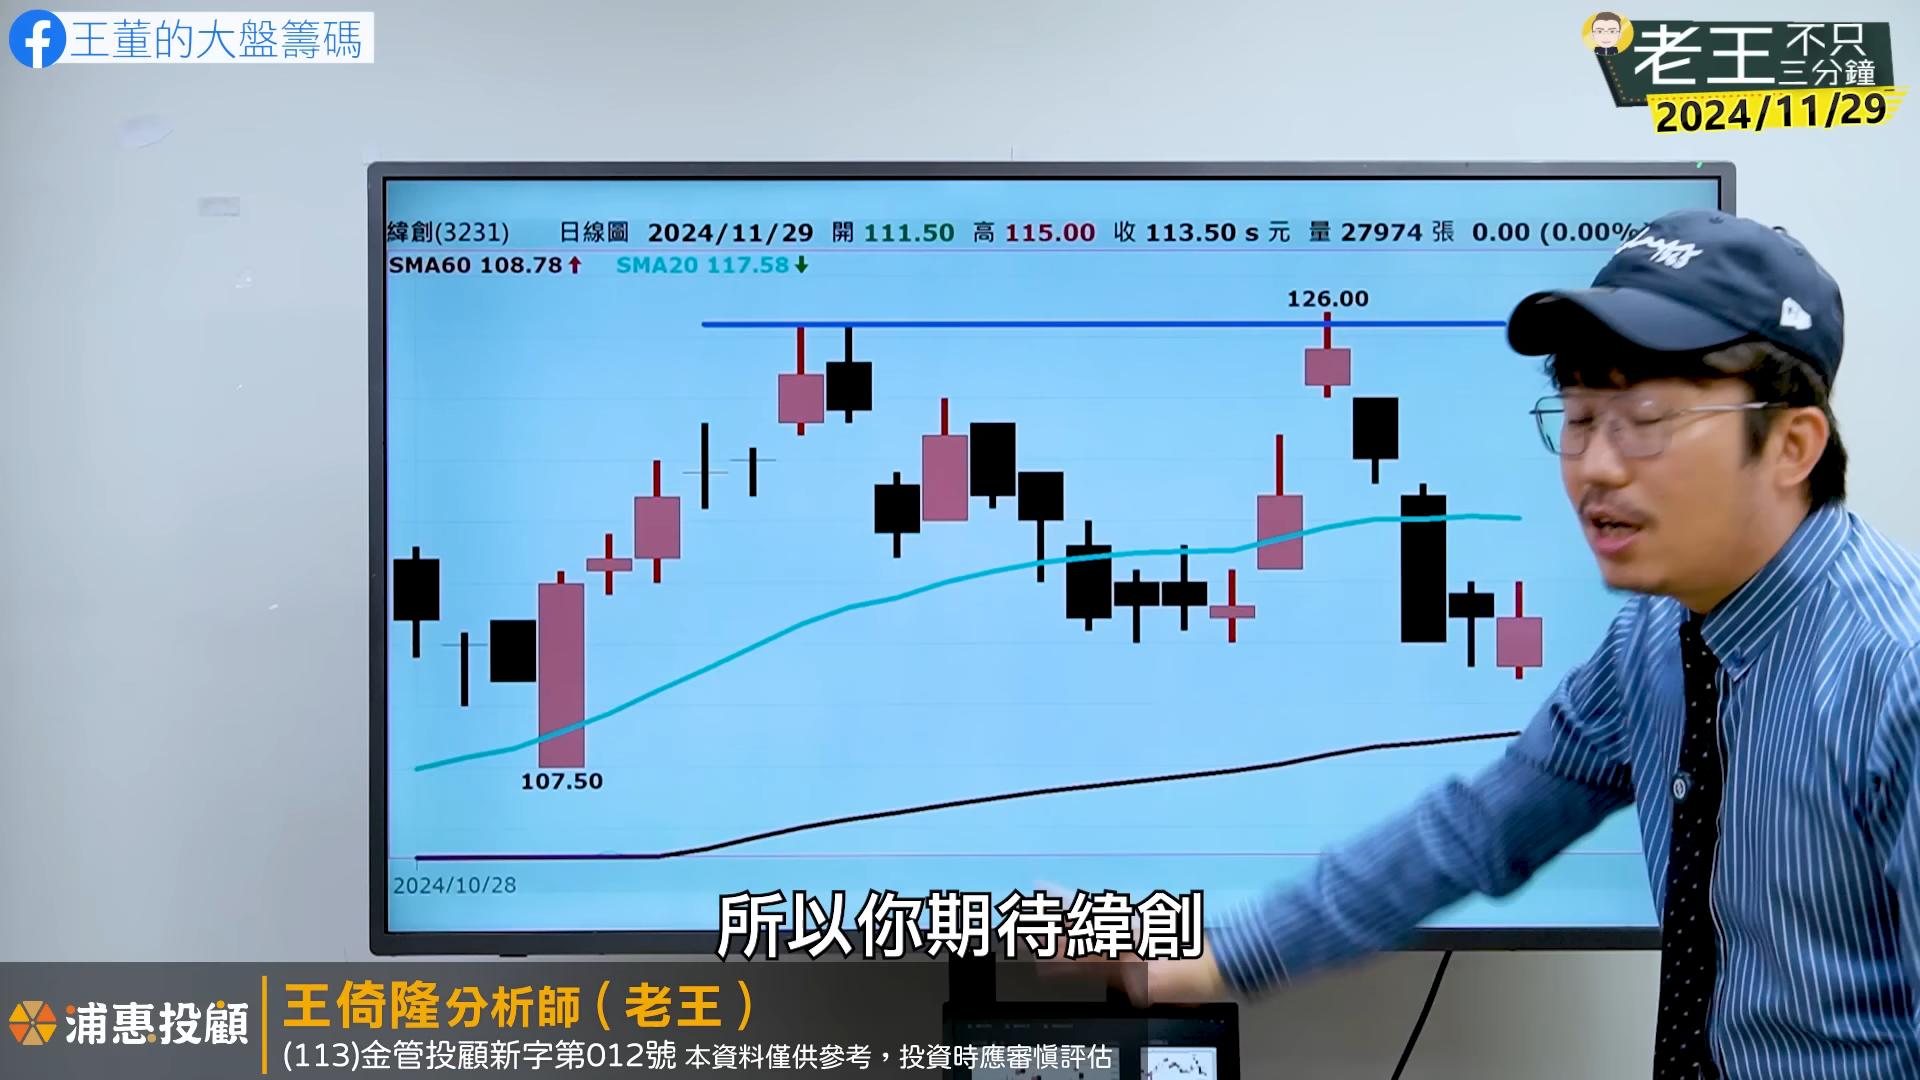 王董的大盤籌碼
老王不只三分鐘
2024/11/29
緯創(3231) 日線圖 2024/11/29 開 111.50 高 115.00 收 113.50 s 元 量 27974 張 0.00 (0.00%
SMA60 108.78↑ SMA20 117.58↓
126.00
107.50
2024/10/28
所以你期待緯創
浦惠投顧
王倚隆分析師(老王)
(113)金管投顧新字第012號 本資料僅供參考,投資時應審慎評估